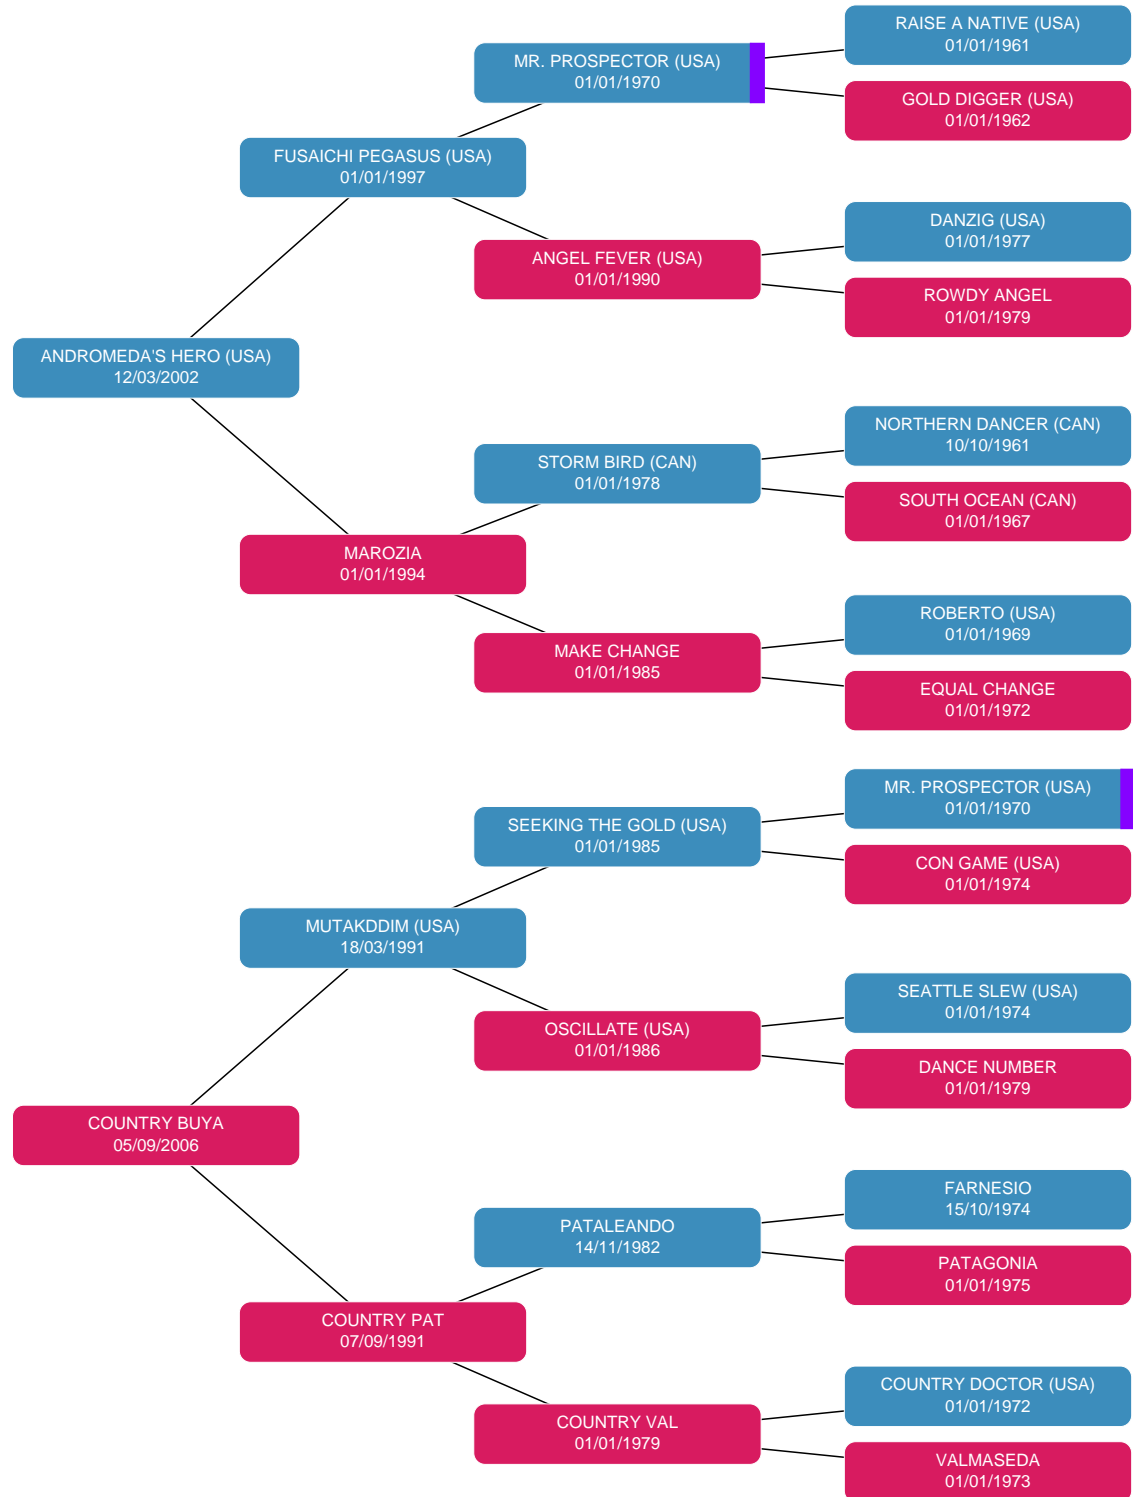 RAISE A NATIVE (USA)
01/01/1961
MR. PROSPECTOR (USA)
01/01/1970
GOLD DIGGER (USA)
01/01/1962
FUSAICHI PEGASUS (USA)
01/01/1997
DANZIG (USA)
01/01/1977
ANGEL FEVER (USA)
01/01/1990
ROWDY ANGEL
01/01/1979
ANDROMEDA'S HERO (USA)
12/03/2002
NORTHERN DANCER (CAN)
10/10/1961
STORM BIRD (CAN)
01/01/1978
SOUTH OCEAN (CAN)
01/01/1967
MAROZIA
01/01/1994
ROBERTO (USA)
01/01/1969
MAKE CHANGE
01/01/1985
EQUAL CHANGE
01/01/1972
MR. PROSPECTOR (USA)
01/01/1970
SEEKING THE GOLD (USA)
01/01/1985
CON GAME (USA)
01/01/1974
MUTAKDDIM (USA)
18/03/1991
SEATTLE SLEW (USA)
01/01/1974
OSCILLATE (USA)
01/01/1986
DANCE NUMBER
01/01/1979
COUNTRY BUYA
05/09/2006
FARNESIO
15/10/1974
PATALEANDO
14/11/1982
PATAGONIA
01/01/1975
COUNTRY PAT
07/09/1991
COUNTRY DOCTOR (USA)
01/01/1972
COUNTRY VAL
01/01/1979
VALMASEDA
01/01/1973